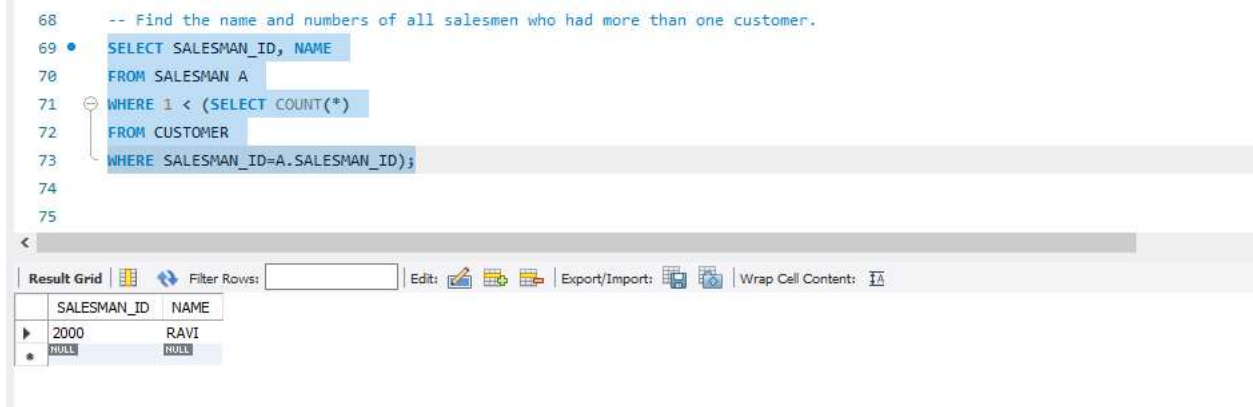 68 -- Find the name and numbers of all salesmen who had more than one customer.
69 SELECT SALESMAN_ID, NAME
70 FROM SALESMAN A
71 WHERE 1 < (SELECT COUNT(*)
72 FROM CUSTOMER
73 WHERE SALESMAN_ID=A.SALESMAN_ID);
74
75
Result Grid Filter Rows: Edit: Export/Import: Wrap Cell Content: IA
SALESMAN_ID NAME
2000 RAVI
NULL NULL